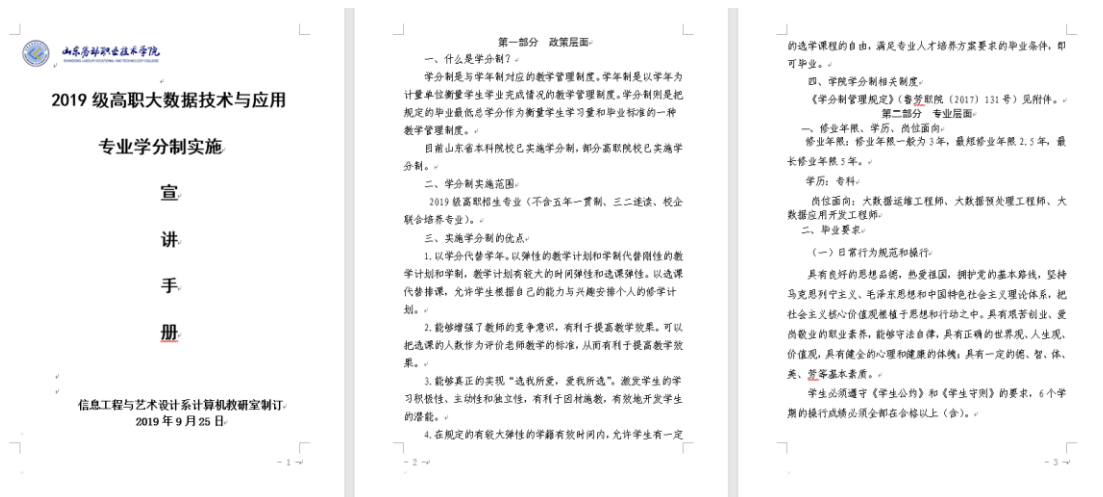 山东劳动职业技术学院
SHANDONG LABOUR VOCATIONAL AND TECHNOLOGY COLLEGE
2019 级高职大数据技术与应用
专业学分制实施
宣
讲
手
册
信息工程与艺术设计系计算机教研室制订
2019 年 9 月 25 日
- 1 -
第一部分 政策层面
一、什么是学分制?
学分制是与学年制对应的教学管理制度。学年制是以学年为
计量单位衡量学生学业完成情况的教学管理制度。学分制则是把
规定的毕业最低总学分作为衡量学生学习量和毕业标准的一种
教学管理制度。
目前山东省本科院校已实施学分制,部分高职院校已实施学
分制。
二、学分制实施范围
2019 级高职招生专业(不含五年一贯制、三二连读、校企
联合培养专业)。
三、实施学分制的优点
1.以学分代替学年。以弹性的教学计划和学制代替刚性的教
学计划和学制,教学计划有较大的时间弹性和选课弹性。以选课
代替排课,允许学生根据自己的能力与兴趣安排个人的修学计
划。
2.能够增强了教师的竞争意识,有利于提高教学效果。可以
把选课的人数作为评价老师教学的标准,从而有利于提高教学效
果。
3.能够真正的实现“选我所爱,爱我所选”。激发学生的学
习积极性、主动性和独立性,有利于因材施教,有效地开发学生
的潜能。
4.在规定的有较大弹性的学籍有效时间内,允许学生有一定
- 2 -
的选学课程的自由,满足专业人才培养方案要求的毕业条件,即
可毕业。
四、学院学分制相关制度
《学分制管理规定》(鲁劳职院〔2017〕131 号)见附件。
第二部分 专业层面
一、修业年限、学历、岗位面向
修业年限:修业年限一般为 3 年,最短修业年限 2.5 年,最
长修业年限 5 年。
学历:专科
岗位面向:大数据运维工程师、大数据预处理工程师、大
数据应用开发工程师
二、毕业要求
(一)日常行为规范和操行
具有良好的思想品德,热爱祖国,拥护党的基本路线,坚持
马克思列宁主义、毛泽东思想和中国特色社会主义理论体系,把
社会主义核心价值观根植于思想和行动之中。具有艰苦创业、爱
岗敬业的职业素养,能够守法自律,具有正确的世界观、人生观、
价值观,具有健全的心理和健康的体魄;具有一定的德、智、体、
美、劳等基本素质。
学生必须遵守《学生公约》和《学生守则》的要求,6 个学
期的操行成绩必须全部在合格以上(含)。
- 3 -